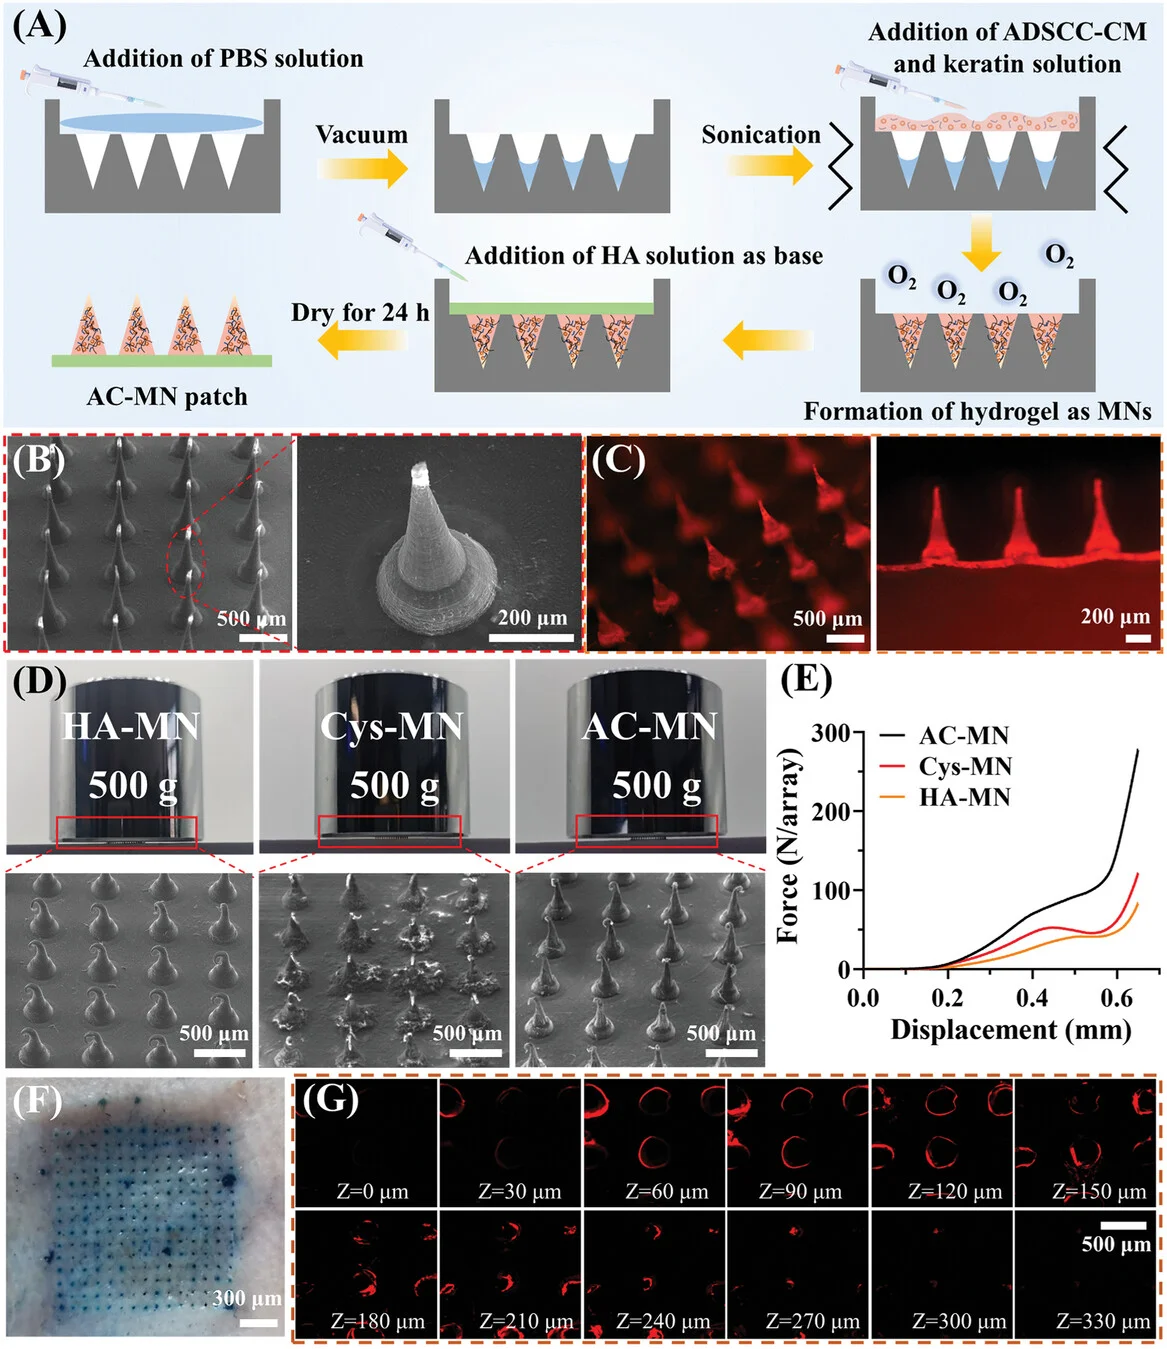 (A)
Addition of PBS solution
Vacuum
Sonication
Addition of ADSCC-CM
and keratin solution
O2
O2
O2
O2
Formation of hydrogel as MNs
Addition of HA solution as base
Dry for 24 h
AC-MN patch
(B)
500 µm
200 µm
(C)
500 µm
200 µm
(D)
HA-MN
500 g
Cys-MN
500 g
AC-MN
500 g
500 µm
500 µm
500 µm
(E)
AC-MN
Cys-MN
HA-MN
Force (N/array)
300
200
100
0
0.0
0.2
0.4
0.6
Displacement (mm)
(F)
300 µm
(G)
Z=0 µm
Z=30 µm
Z=60 µm
Z=90 µm
Z=120 µm
Z=150 µm
Z=180 µm
Z=210 µm
Z=240 µm
Z=270 µm
Z=300 µm
Z=330 µm
500 µm